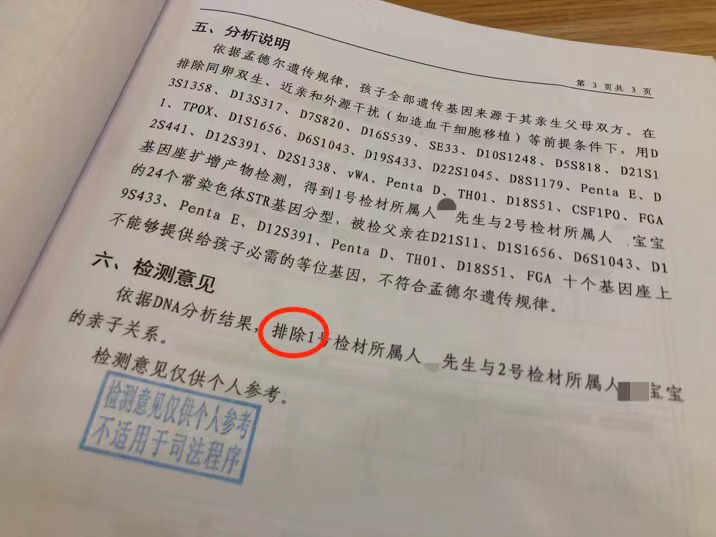 第 3 页共 3 页
五、分析说明
依据孟德尔遗传规律，孩子全部遗传基因来源于其亲生父母双方。在
排除同卵双生、近亲和外源干扰（如造血干细胞移植）等前提条件下，用D
3S1358、D13S317、D7S820、D16S539、SE33、D10S1248、D5S818、D21S1
1、TPOX、D1S1656、D6S1043、D19S433、D22S1045、D8S1179、Penta E、D
2S441、D12S391、D2S1338、vWA、Penta D、TH01、D18S51、CSF1PO、FGA
基因座扩增产物检测，得到1号检材所属人 先生与2号检材所属人 宝宝
的24个常染色体STR基因分型，被检父亲在D21S11、D1S1656、D6S1043、D1
9S433、Penta E、D12S391、Penta D、TH01、D18S51、FGA 十个基因座上
不能够提供给孩子必需的等位基因，不符合孟德尔遗传规律。
六、检测意见
依据DNA分析结果，排除1号检材所属人 先生与2号检材所属人 宝宝
的亲子关系。
检测意见仅供个人参考。
检测意见仅供个人参考
不适用于司法程序